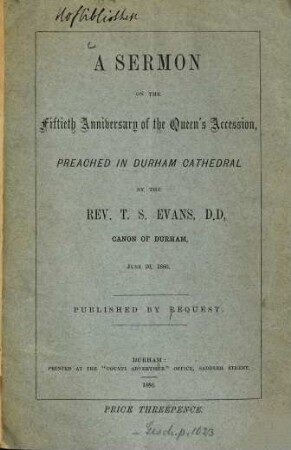 Hofbibliothek
A SERMON
ON THE
Fiftieth Anniversary of the Queen's Accession,
PREACHED IN DURHAM CATHEDRAL
BY THE
REV. T. S. EVANS, D.D,
CANON OF DURHAM,
JUNE 20, 1886.
PUBLISHED BY REQUEST.
DURHAM:
PRINTED AT THE "COUNTY ADVERTISER" OFFICE, SADDLER STREET.
1886.
PRICE THREEPENCE.